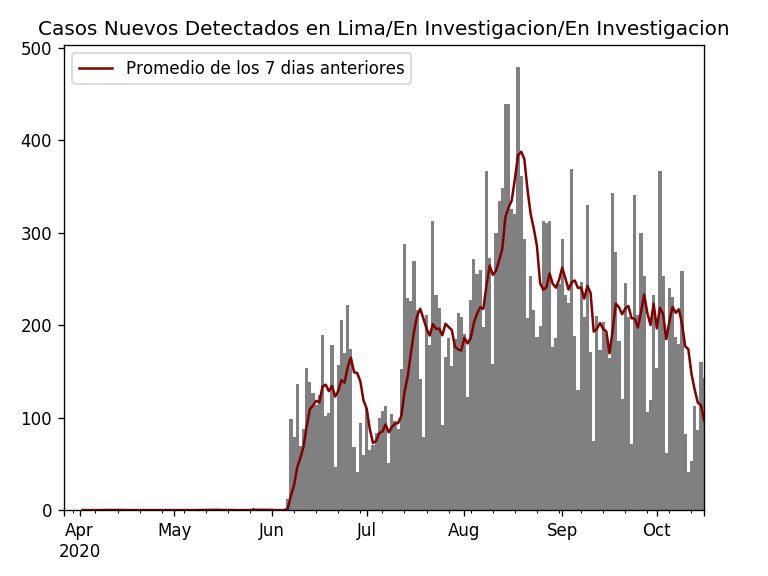 Casos Nuevos Detectados en Lima/En Investigacion/En Investigacion
Promedio de los 7 dias anteriores
500
400
300
200
100
0
Apr May Jun Jul Aug Sep Oct
2020